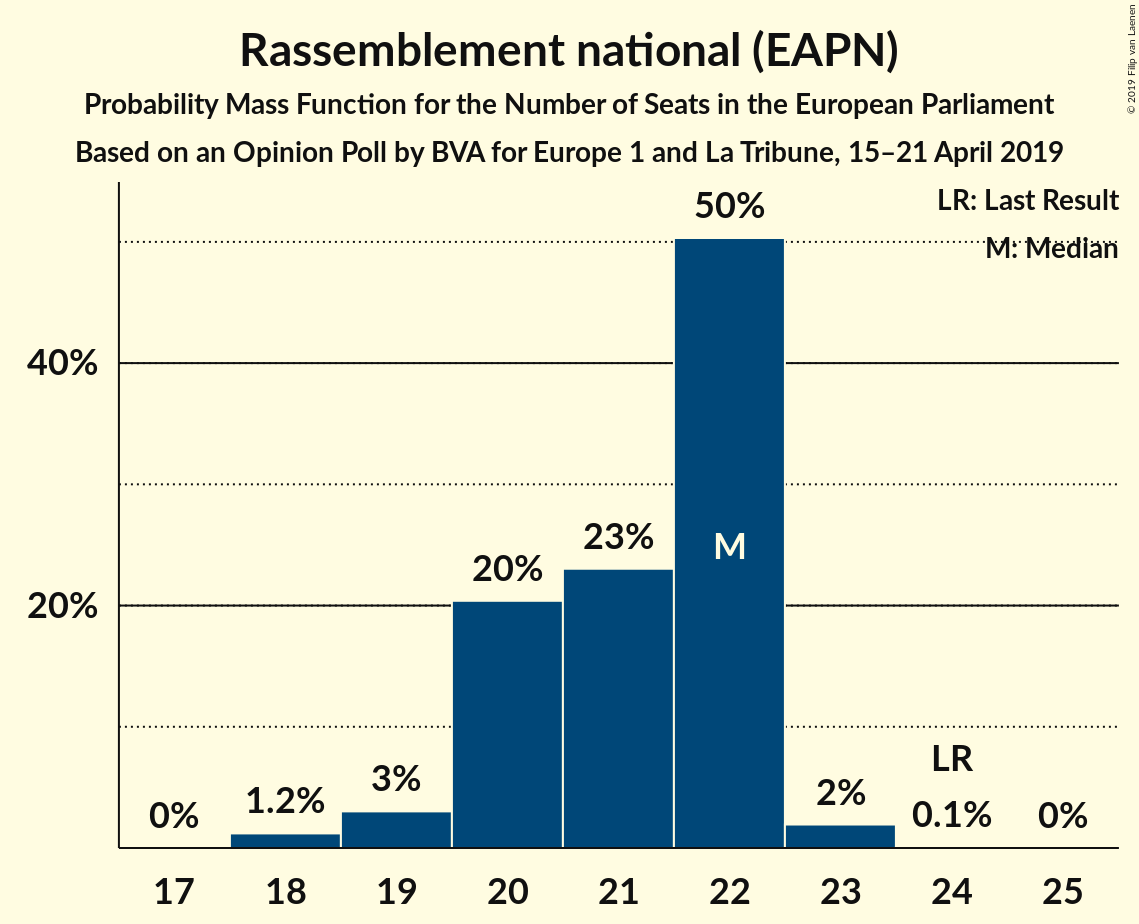 Rassemblement national (EAPN)
Probability Mass Function for the Number of Seats in the European Parliament
Based on an Opinion Poll by BVA for Europe 1 and La Tribune, 15–21 April 2019
© 2019 Filip van Laenen
LR: Last Result
M: Median
50%
40%
23%
20%
M
20%
LR
3%
2%
1.2%
0%
0.1%
0%
17 18 19 20 21 22 23 24 25